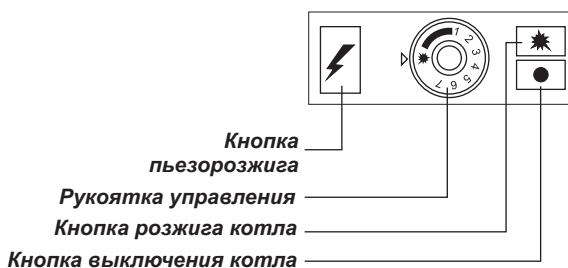 1 2 3 4 5 6 7
Кнопка
пьезорозжига
Рукоятка управления
Кнопка розжига котла
Кнопка выключения котла